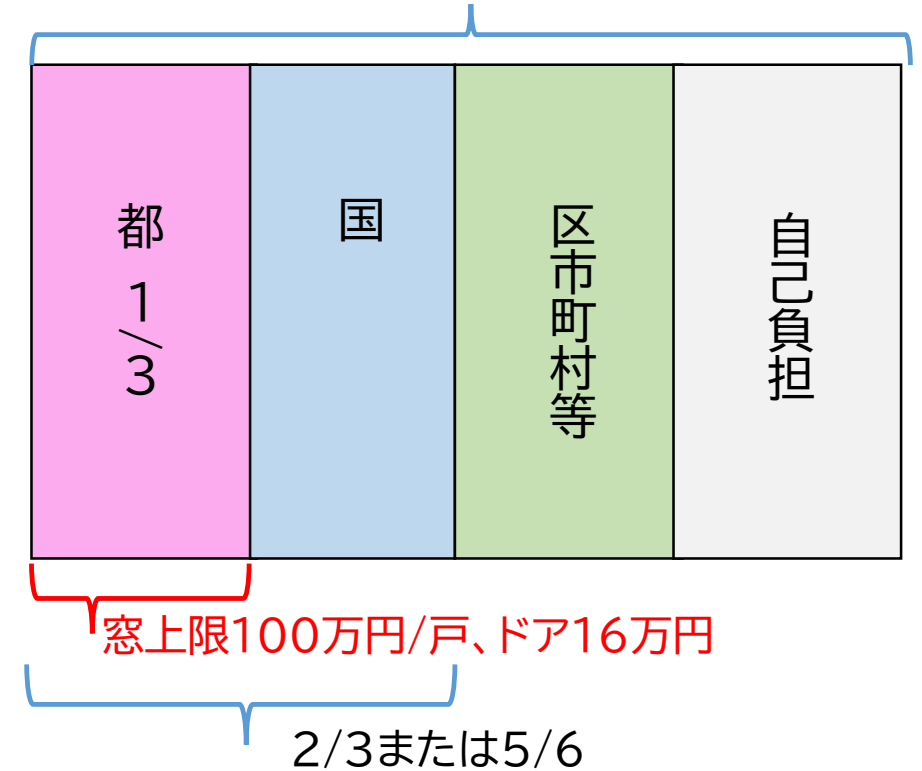 都 1/3
国
区市町村等
自己負担
窓上限100万円/戸、ドア16万円
2/3または5/6